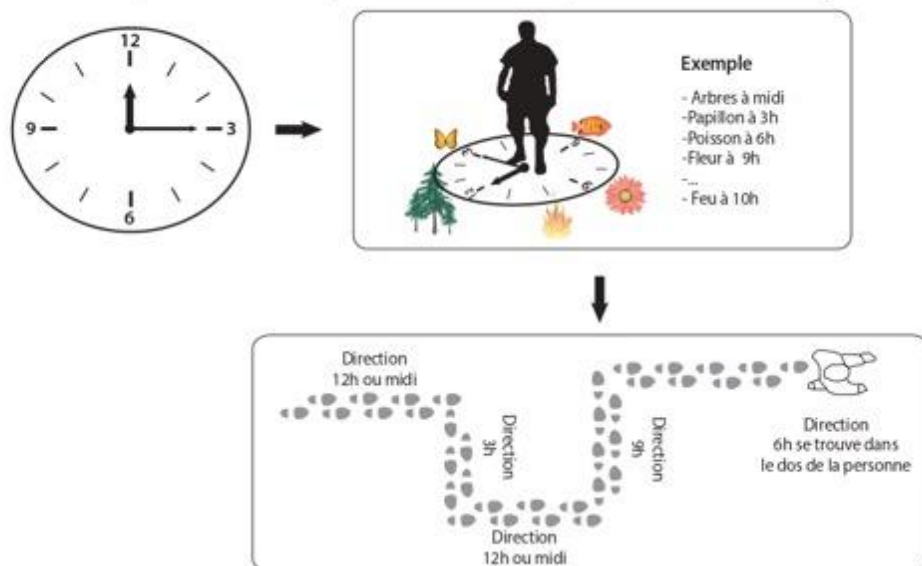 12
9
3
6
Exemple
- Arbres à midi
-Papillon à 3h
-Poisson à 6h
-Fleur à 9h
-...
- Feu à 10h
Direction
12h ou midi
Direction
3h
Direction
9h
Direction
6h se trouve dans
le dos de la personne
Direction
12h ou midi